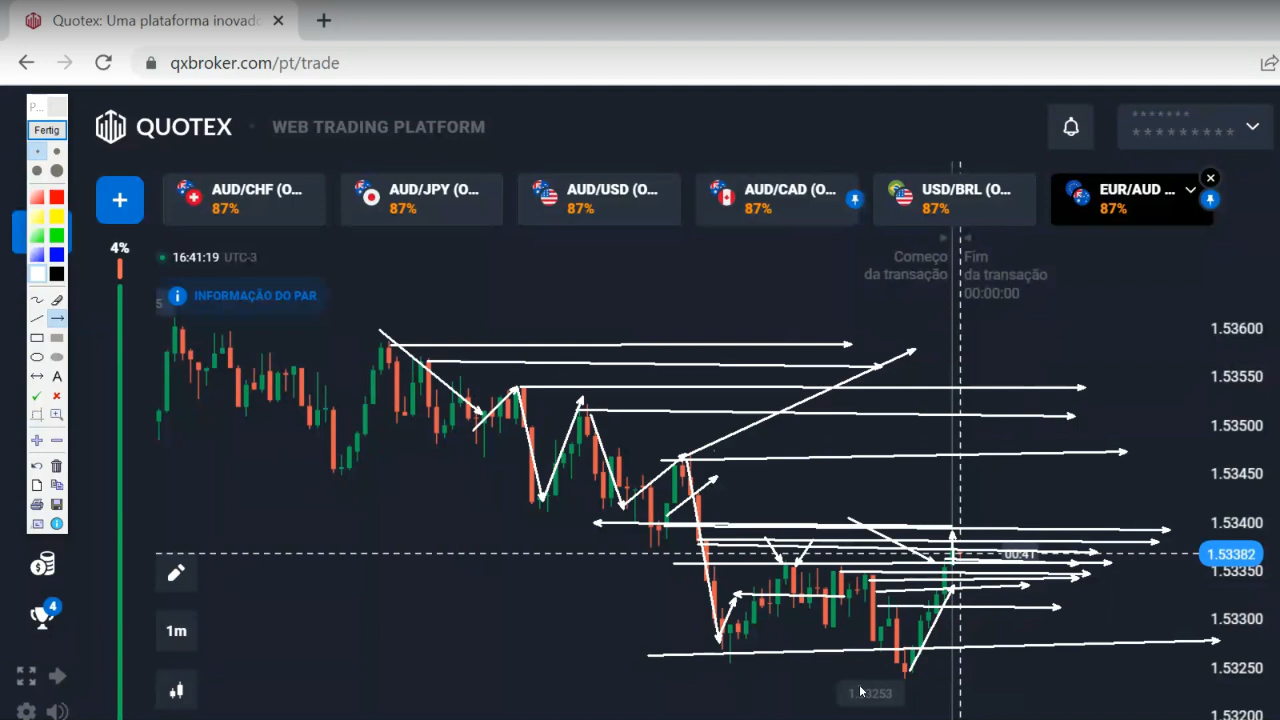 Quotex: Uma plataforma inovad
qxbroker.com/pt/trade
P...
Fertig
QUOTEX
WEB TRADING PLATFORM
*******
*********
AUD/CHF (O...
87%
AUD/JPY (O...
87%
AUD/USD (O...
87%
AUD/CAD (O...
87%
USD/BRL (O...
87%
EUR/AUD ...
87%
4%
16:41:19 UTC-3
5
INFORMAÇÃO DO PAR
Começo
da transação
Fim
da transação
00:00:00
1.53600
1.53550
1.53500
1.53450
1.53400
00:41
1.53382
1.53350
1.53300
1.53250
1.53200
A
4
1m